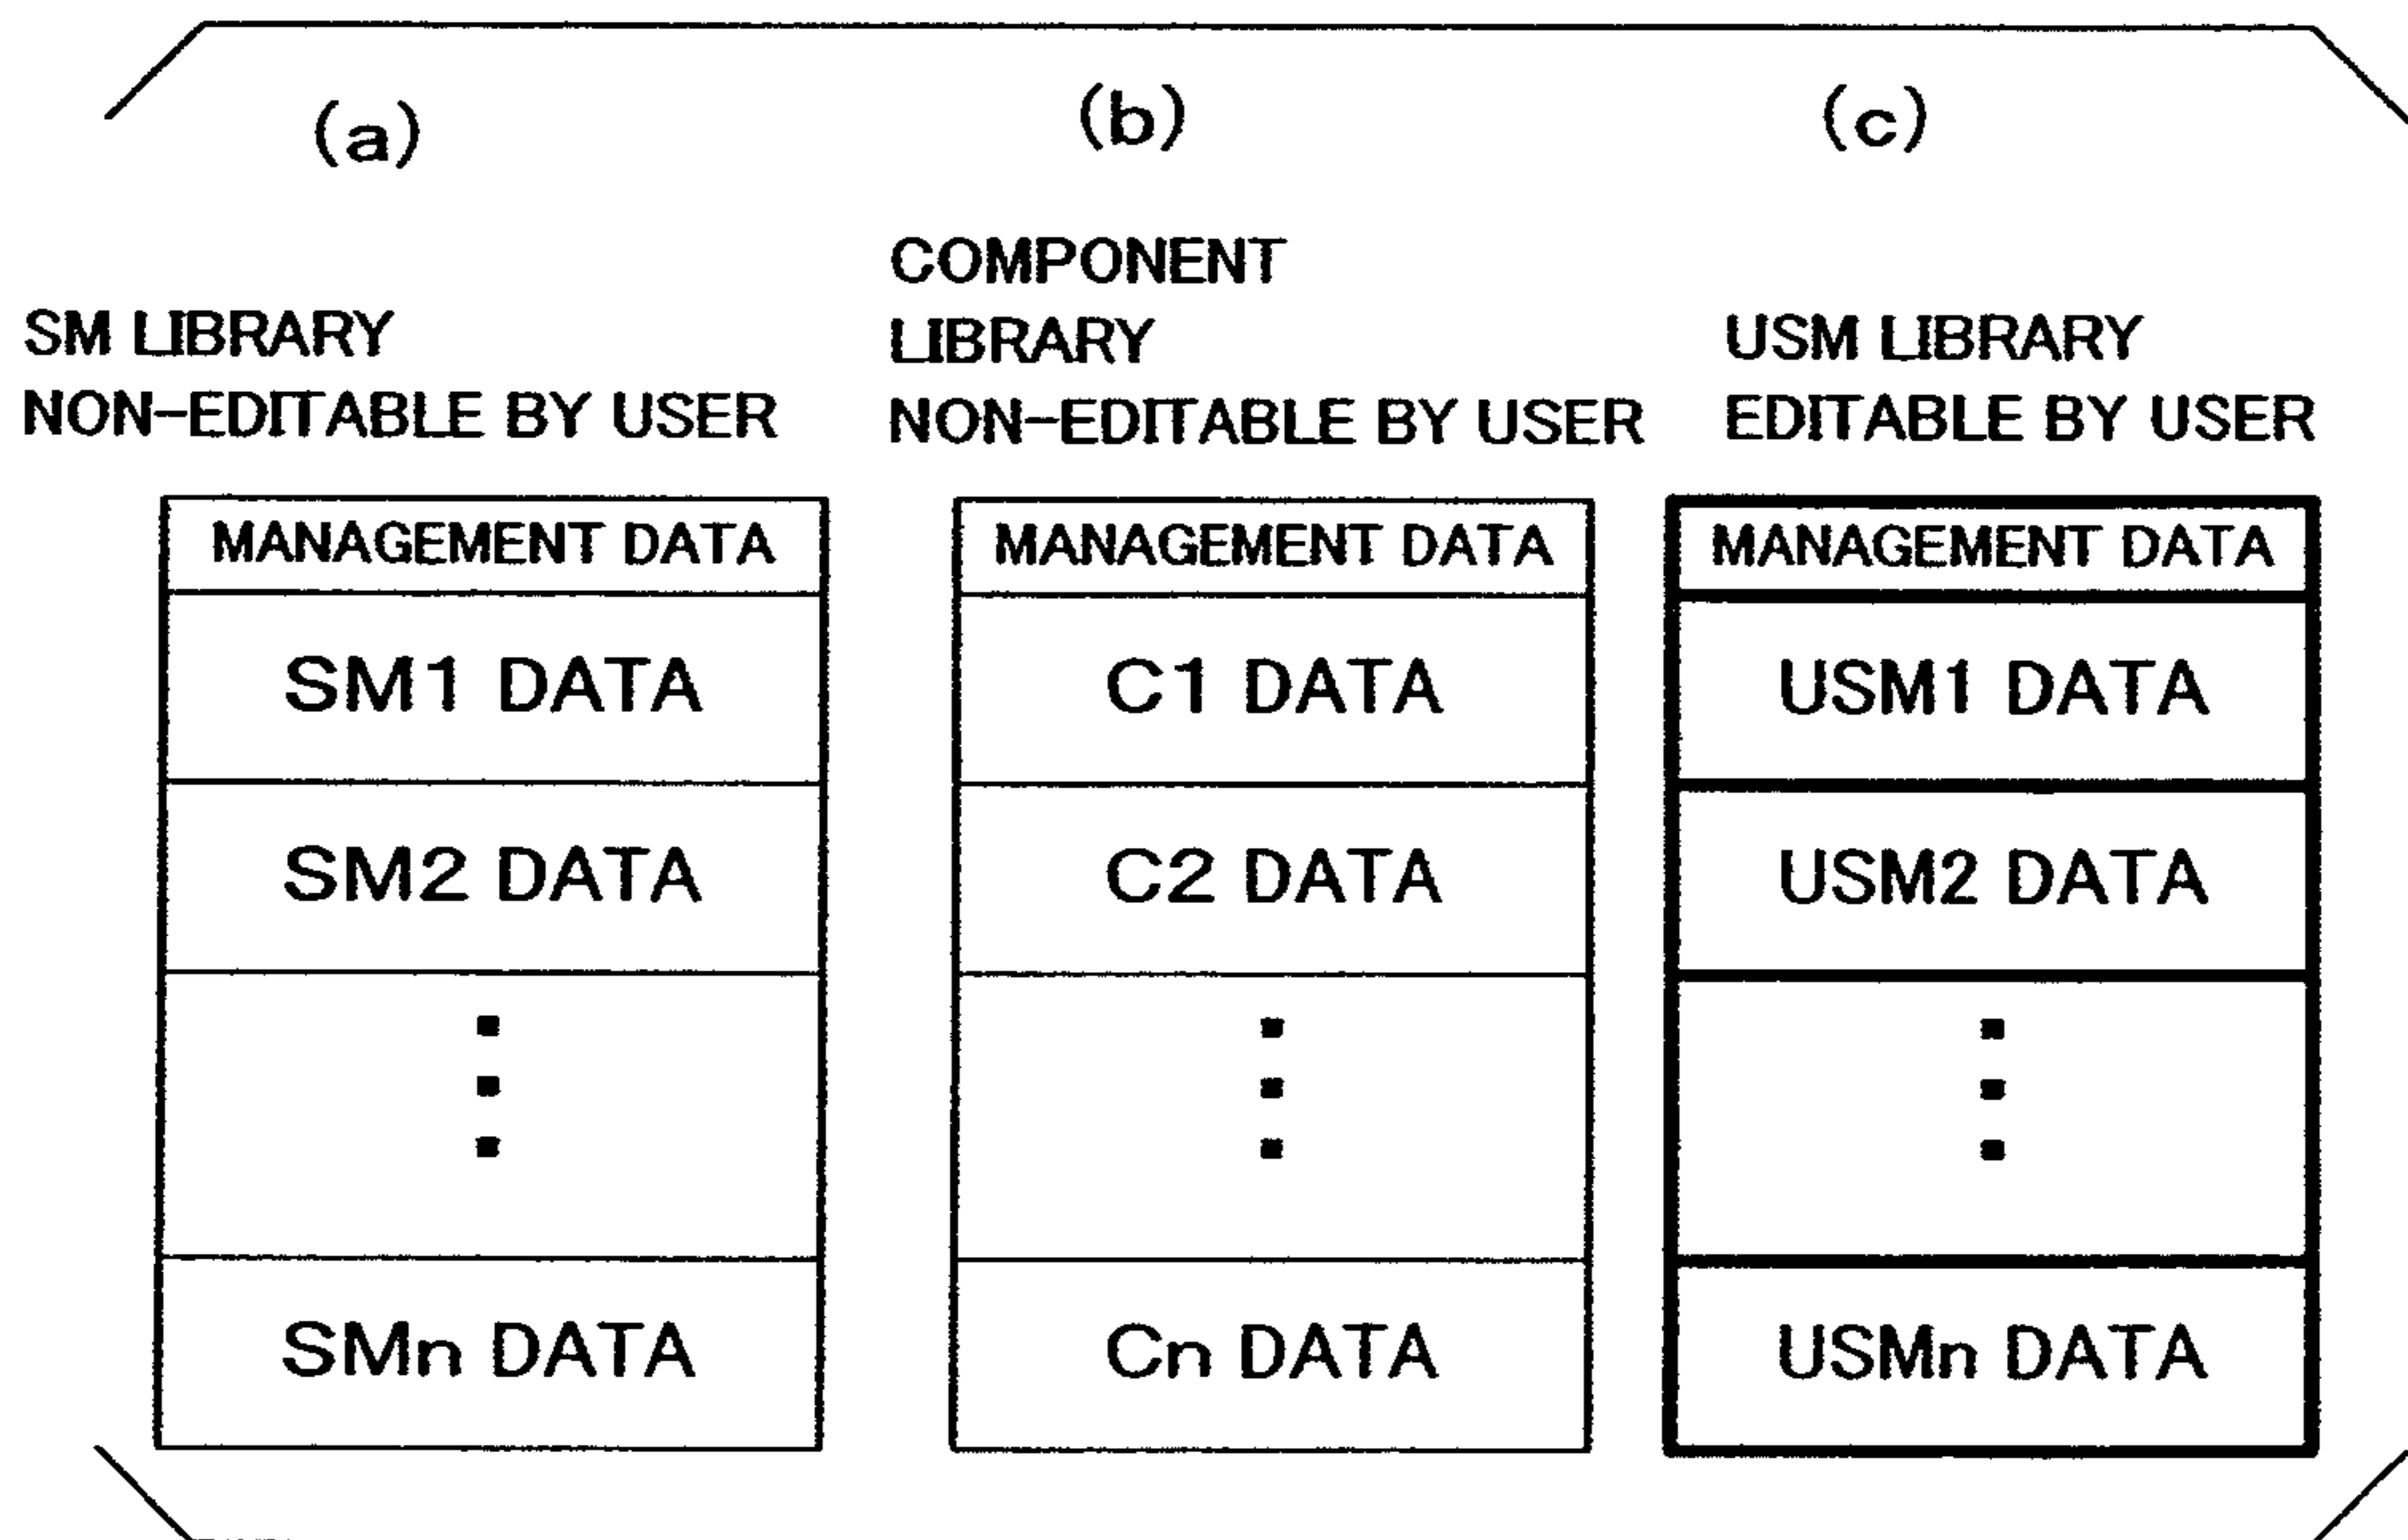 (a)
SM LIBRARY
NON-EDITABLE BY USER
MANAGEMENT DATA
SM1 DATA
SM2 DATA
SMn DATA
(b)
COMPONENT
LIBRARY
NON-EDITABLE BY USER
MANAGEMENT DATA
C1 DATA
C2 DATA
Cn DATA
(c)
USM LIBRARY
EDITABLE BY USER
MANAGEMENT DATA
USM1 DATA
USM2 DATA
USMn DATA